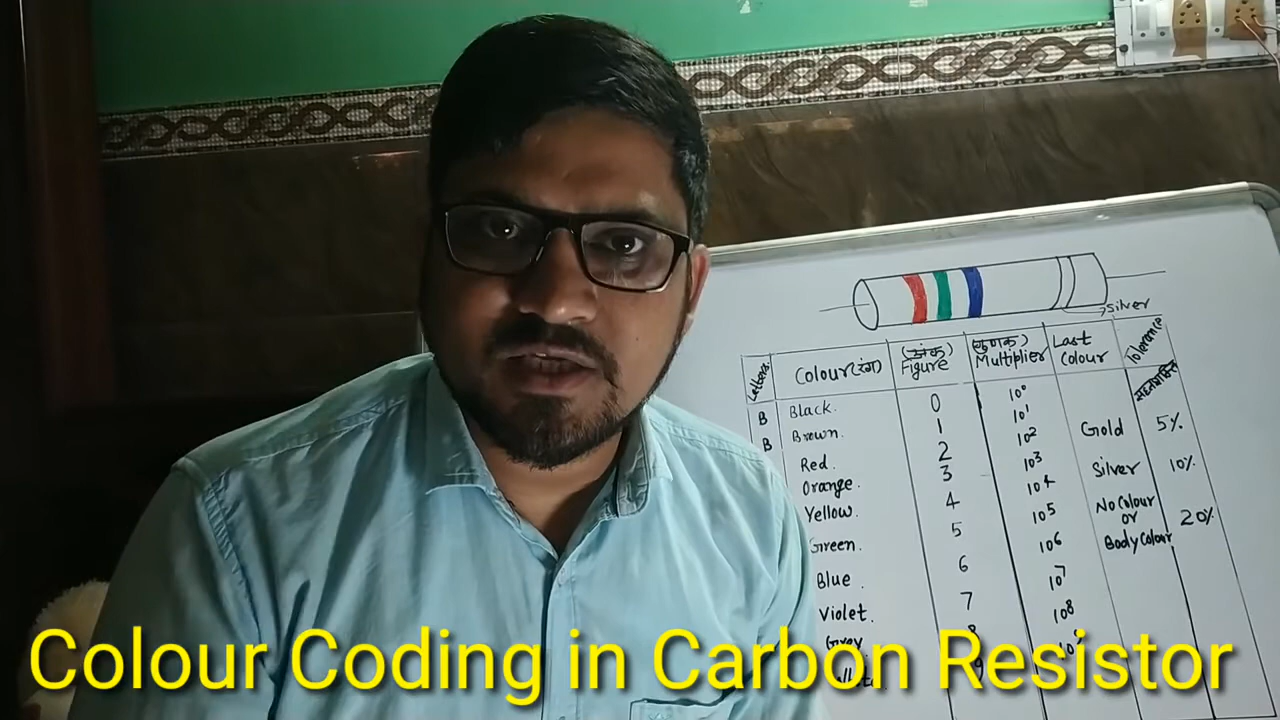 Silver
Letters Colour (रंग) (अंक) Figure (गुणक) Multiplier Last Colour Tolerance
B Black. 0 10⁰
B Brown. 1 10¹ Gold 5%
Red. 2 10² Silver 10%
Orange. 3 10³ No Colour or Body Colour 20%
Yellow. 4 10⁴
Green. 5 10⁵
Blue. 6 10⁶
Violet. 7 10⁷
Grey 8 10⁸
9
Colour Coding in Carbon Resistor